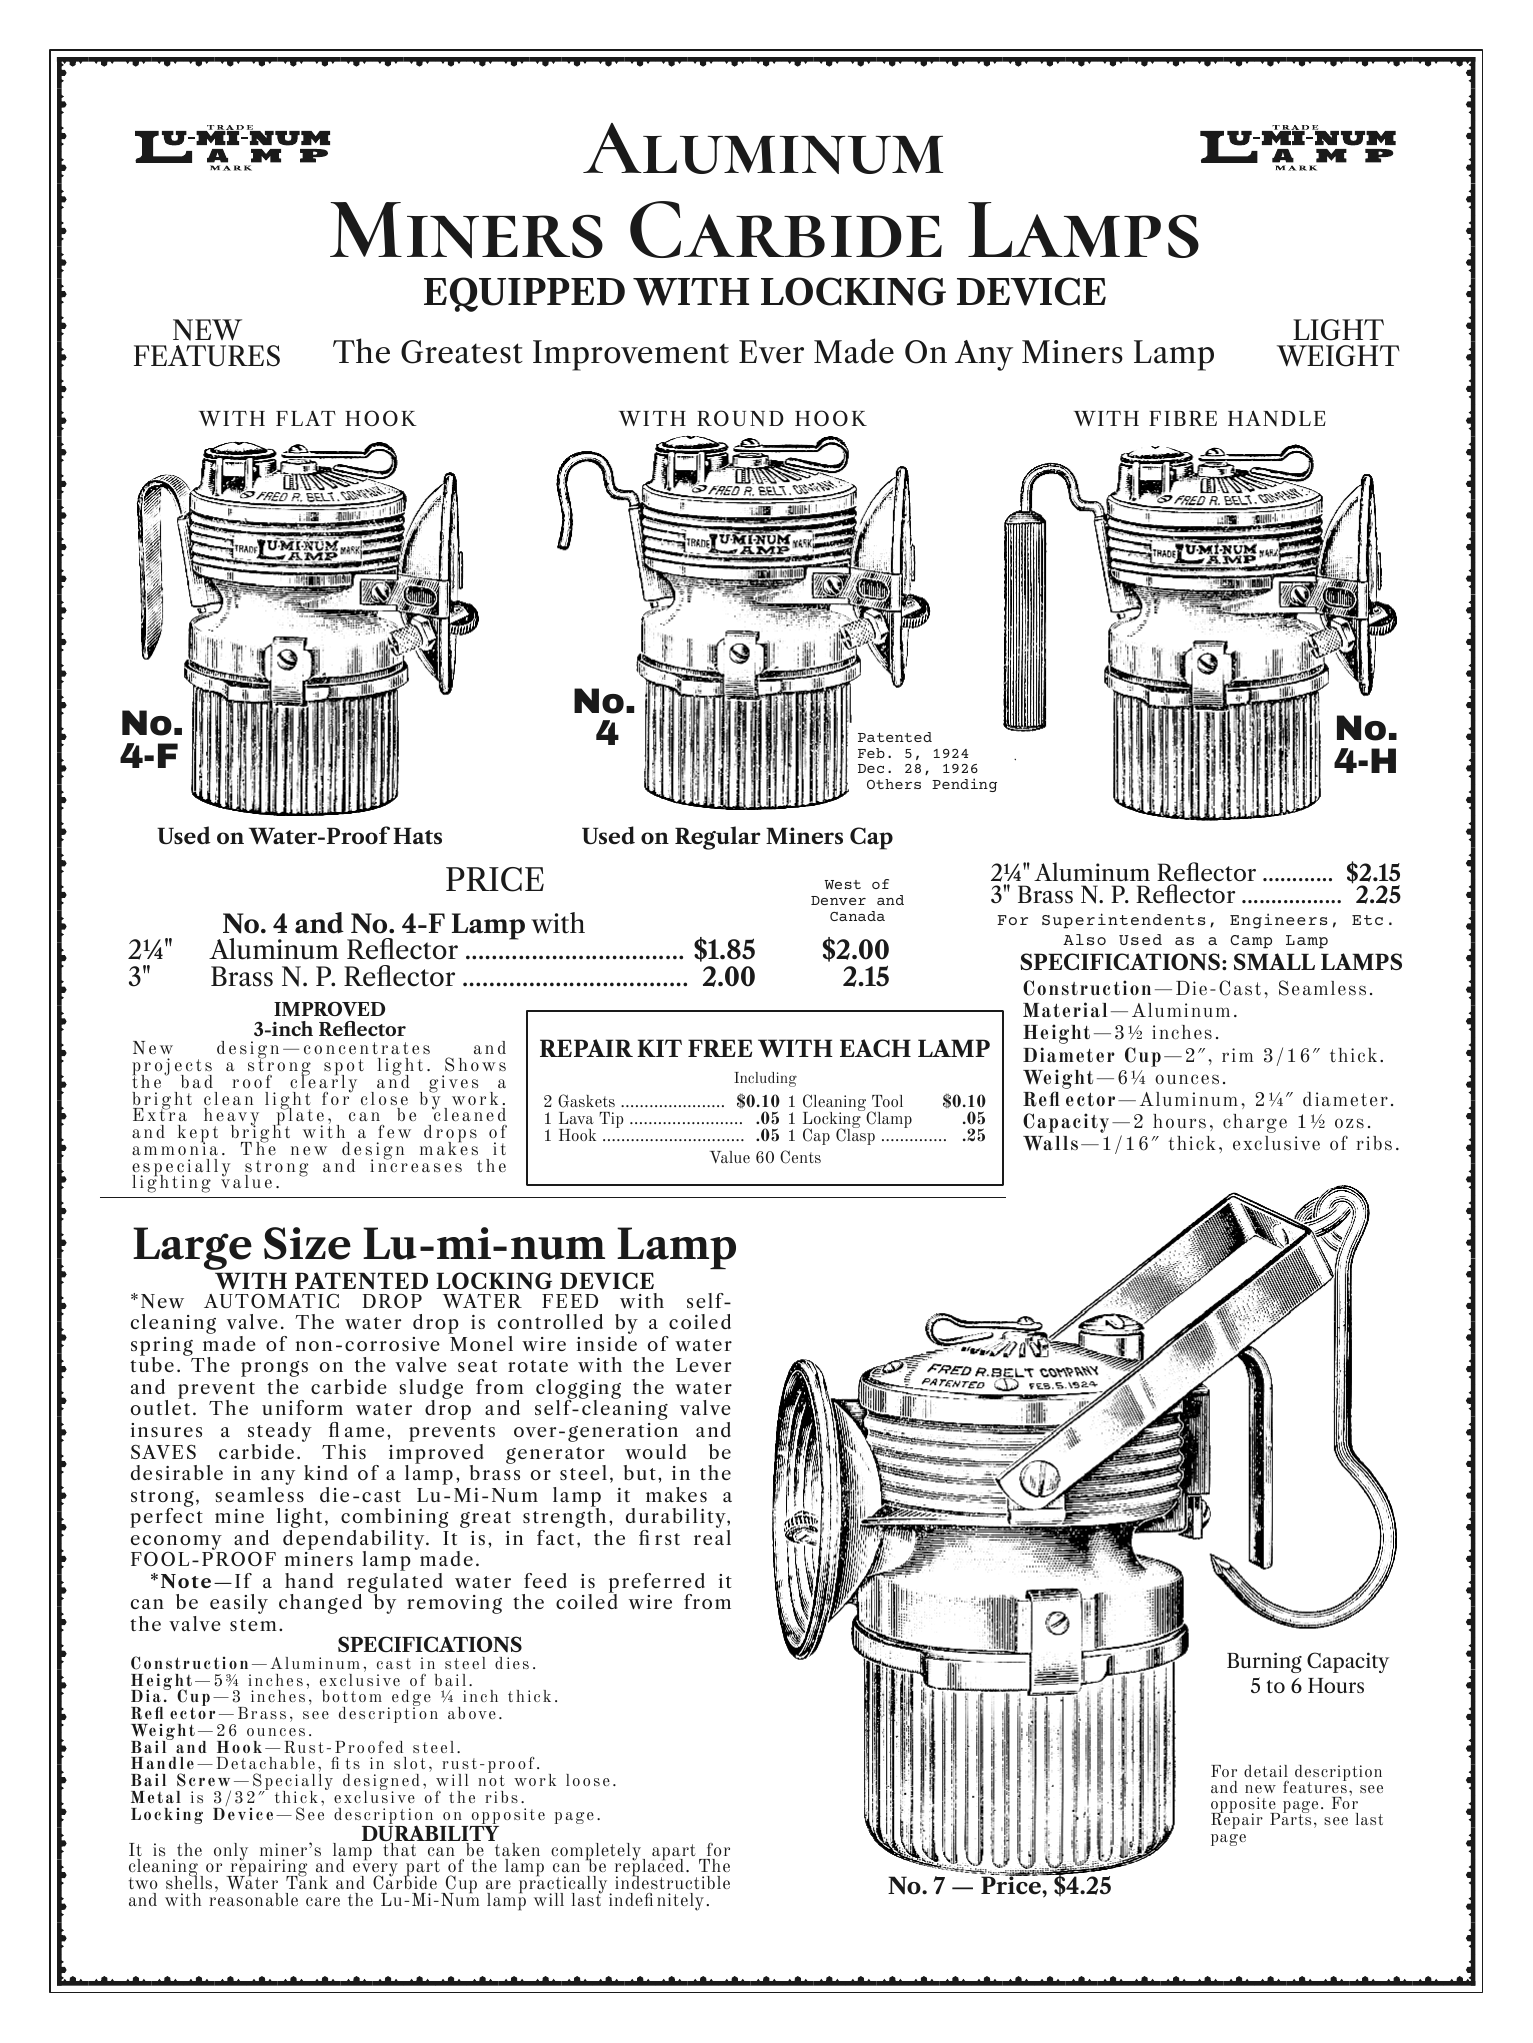 TRADE
LU-MI-NUM
LAMP
MARK
ALUMINUM
TRADE
LU-MI-NUM
LAMP
MARK
MINERS CARBIDE LAMPS
EQUIPPED WITH LOCKING DEVICE
NEW
FEATURES
The Greatest Improvement Ever Made On Any Miners Lamp
LIGHT
WEIGHT
WITH FLAT HOOK
WITH ROUND HOOK
WITH FIBRE HANDLE
FRED R. BELT. COMPANY
TRADE LU-MI-NUM LAMP MARK
FRED R. BELT. COMPANY
TRADE LU-MI-NUM LAMP MARK
FRED R. BELT. COMPANY
TRADE LU-MI-NUM LAMP MARK
No.
4-F
No.
4
Patented
Feb. 5, 1924
Dec. 28, 1926
Others Pending
No.
4-H
Used on Water-Proof Hats
Used on Regular Miners Cap
PRICE
West of
Denver and
Canada
No. 4 and No. 4-F Lamp with
2¼" Aluminum Reflector ................................. $1.85 $2.00
3" Brass N. P. Reflector .................................. 2.00 2.15
2¼" Aluminum Reflector ............ $2.15
3" Brass N. P. Reflector ................. 2.25
For Superintendents, Engineers, Etc.
Also Used as a Camp Lamp
SPECIFICATIONS: SMALL LAMPS
Construction—Die-Cast, Seamless.
Material—Aluminum.
Height—3½ inches.
Diameter Cup—2″, rim 3/16″ thick.
Weight—6¼ ounces.
Reflector—Aluminum, 2¼″ diameter.
Capacity—2 hours, charge 1½ ozs.
Walls—1/16″ thick, exclusive of ribs.
IMPROVED
3-inch Reflector
New design—concentrates and
projects a strong spot light. Shows
the bad roof clearly and gives a
bright clean light for close by work.
Extra heavy plate, can be cleaned
and kept bright with a few drops of
ammonia. The new design makes it
especially strong and increases the
lighting value.
REPAIR KIT FREE WITH EACH LAMP
Including
2 Gaskets ...................... $0.10 1 Cleaning Tool $0.10
1 Lava Tip ........................ .05 1 Locking Clamp .05
1 Hook .............................. .05 1 Cap Clasp .............. .25
Value 60 Cents
Large Size Lu-mi-num Lamp
WITH PATENTED LOCKING DEVICE
*New AUTOMATIC DROP WATER FEED with self-
cleaning valve. The water drop is controlled by a coiled
spring made of non-corrosive Monel wire inside of water
tube. The prongs on the valve seat rotate with the Lever
and prevent the carbide sludge from clogging the water
outlet. The uniform water drop and self-cleaning valve
insures a steady flame, prevents over-generation and
SAVES carbide. This improved generator would be
desirable in any kind of a lamp, brass or steel, but, in the
strong, seamless die-cast Lu-Mi-Num lamp it makes a
perfect mine light, combining great strength, durability,
economy and dependability. It is, in fact, the first real
FOOL-PROOF miners lamp made.
*Note—If a hand regulated water feed is preferred it
can be easily changed by removing the coiled wire from
the valve stem.
SPECIFICATIONS
Construction—Aluminum, cast in steel dies.
Height—5¾ inches, exclusive of bail.
Dia. Cup—3 inches, bottom edge ¼ inch thick.
Reflector—Brass, see description above.
Weight—26 ounces.
Bail and Hook—Rust-Proofed steel.
Handle—Detachable, fits in slot, rust-proof.
Bail Screw—Specially designed, will not work loose.
Metal is 3/32″ thick, exclusive of the ribs.
Locking Device—See description on opposite page.
DURABILITY
It is the only miner's lamp that can be taken completely apart for
cleaning or repairing and every part of the lamp can be replaced. The
two shells, Water Tank and Carbide Cup are practically indestructible
and with reasonable care the Lu-Mi-Num lamp will last indefinitely.
FRED R. BELT COMPANY
PATENTED FEB. 5. 1924
Burning Capacity
5 to 6 Hours
For detail description
and new features, see
opposite page. For
Repair Parts, see last
page
No. 7 — Price, $4.25